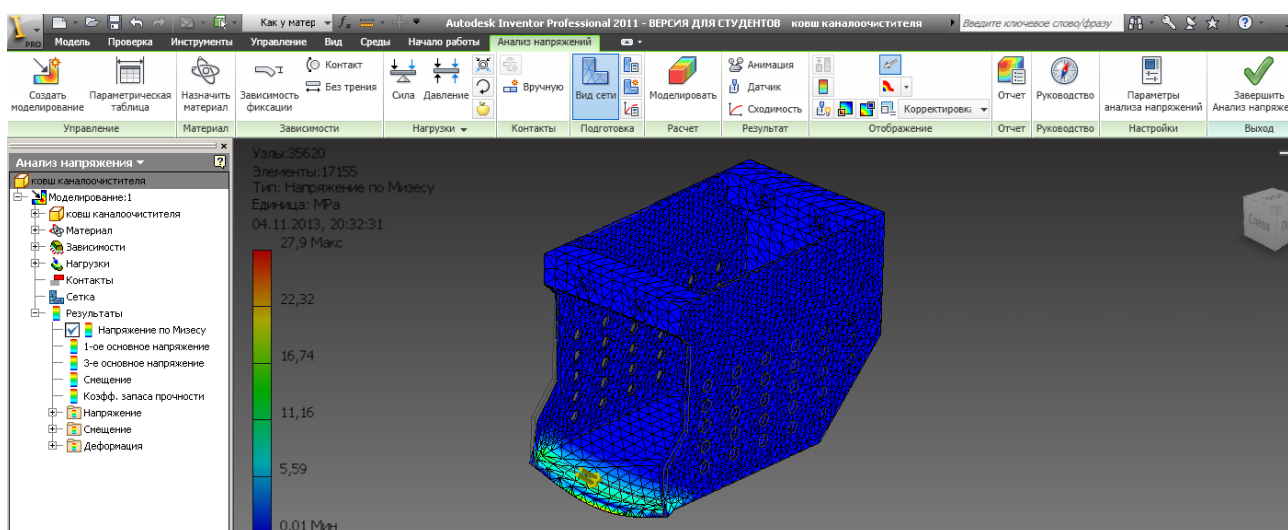 Как у матер
Autodesk Inventor Professional 2011 - ВЕРСИЯ ДЛЯ СТУДЕНТОВ ковш каналоочистителя
Введите ключевое слово/фразу
PRO
Модель Проверка Инструменты Управление Вид Среды Начало работы Анализ напряжений
Создать моделирование
Параметрическая таблица
Назначить материал
Зависимость фиксации
Контакт
Без трения
Сила
Давление
Вручную
Вид сети
Моделировать
Анимация
Датчик
Сходимость
Корректировк
Отчет
Руководство
Параметры анализа напряжений
Завершить Анализ напряже
Управление Материал Зависимости Нагрузки Контакты Подготовка Расчет Результат Отображение Отчет Руководство Настройки Выход
Анализ напряжения
ковш каналоочистителя
Моделирование:1
ковш каналоочистителя
Материал
Зависимости
Нагрузки
Контакты
Сетка
Результаты
Напряжение по Мизесу
1-ое основное напряжение
3-е основное напряжение
Смещение
Коэфф. запаса прочности
Напряжение
Смещение
Деформация
Узлы:35620
Элементы:17155
Тип: Напряжение по Мизесу
Единица: MPa
04.11.2013, 20:32:31
27,9 Макс
22,32
16,74
11,16
5,59
0,01 Мин
Слева